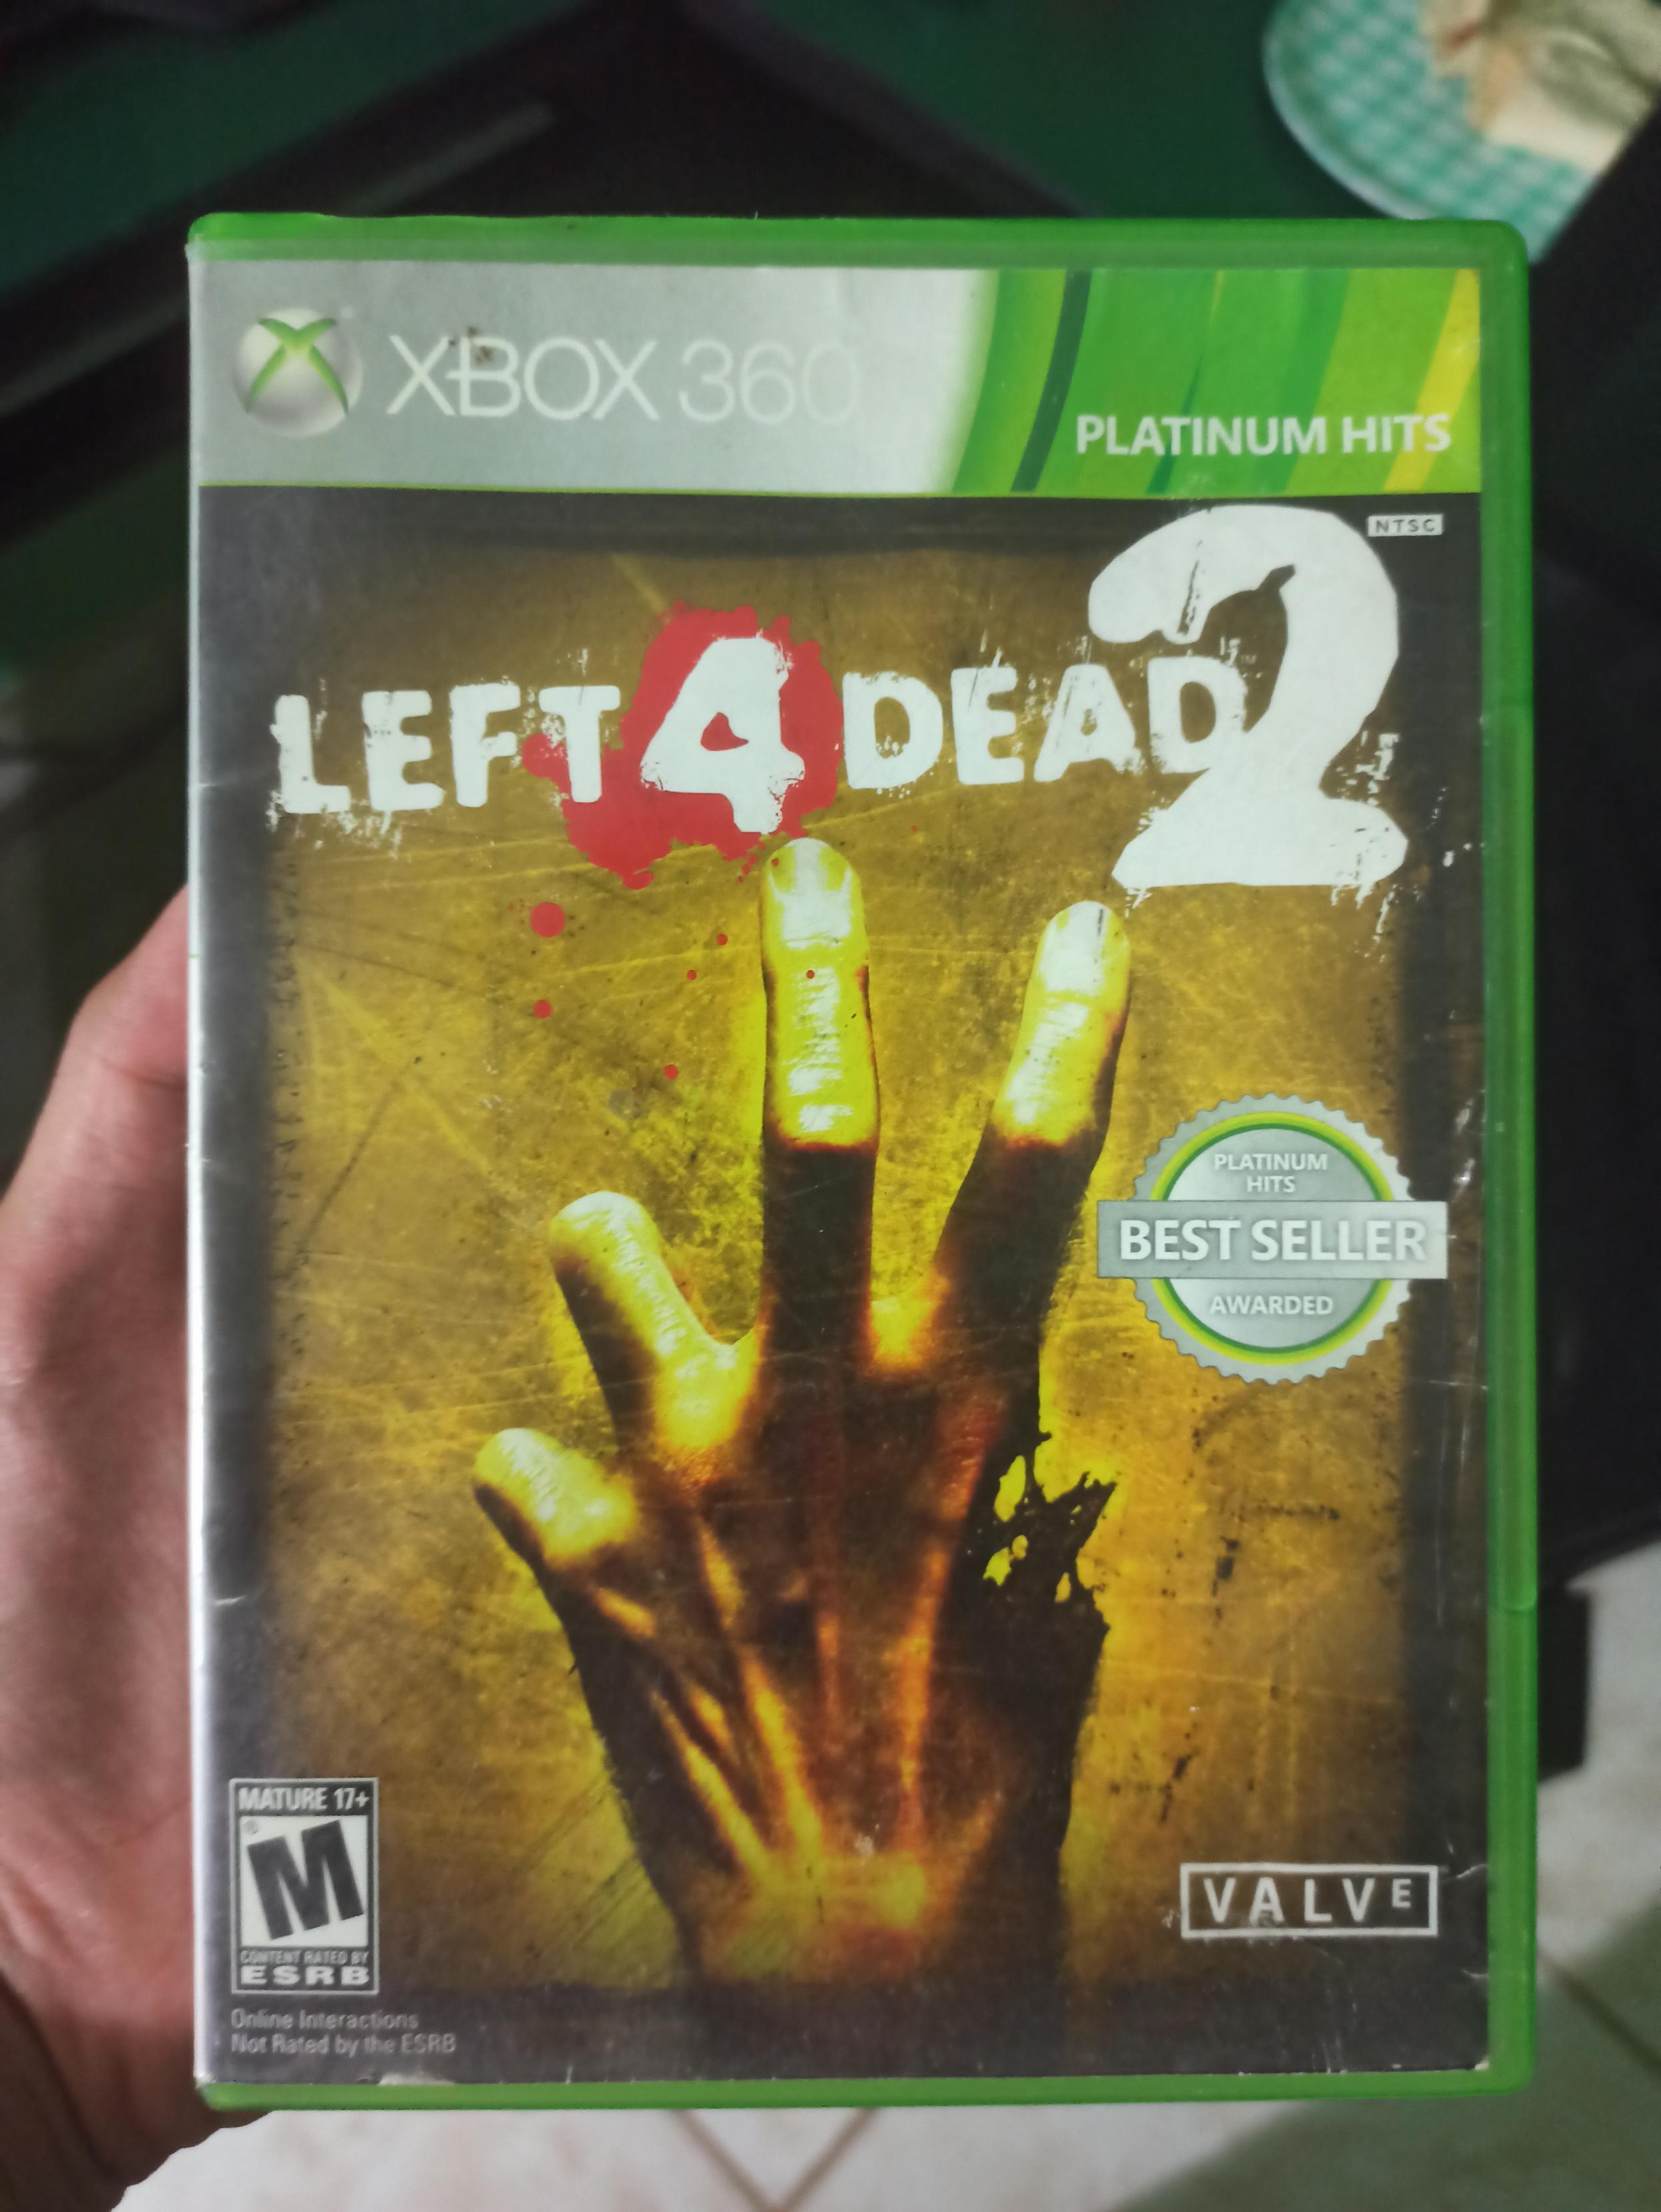 XBOX 360
PLATINUM HITS
NTSC
LEFT 4 DEAD 2
™
PLATINUM
HITS
BEST SELLER
AWARDED
MATURE 17+
M
®
CONTENT RATED BY
ESRB
VALVE
Online Interactions
Not Rated by the ESRB